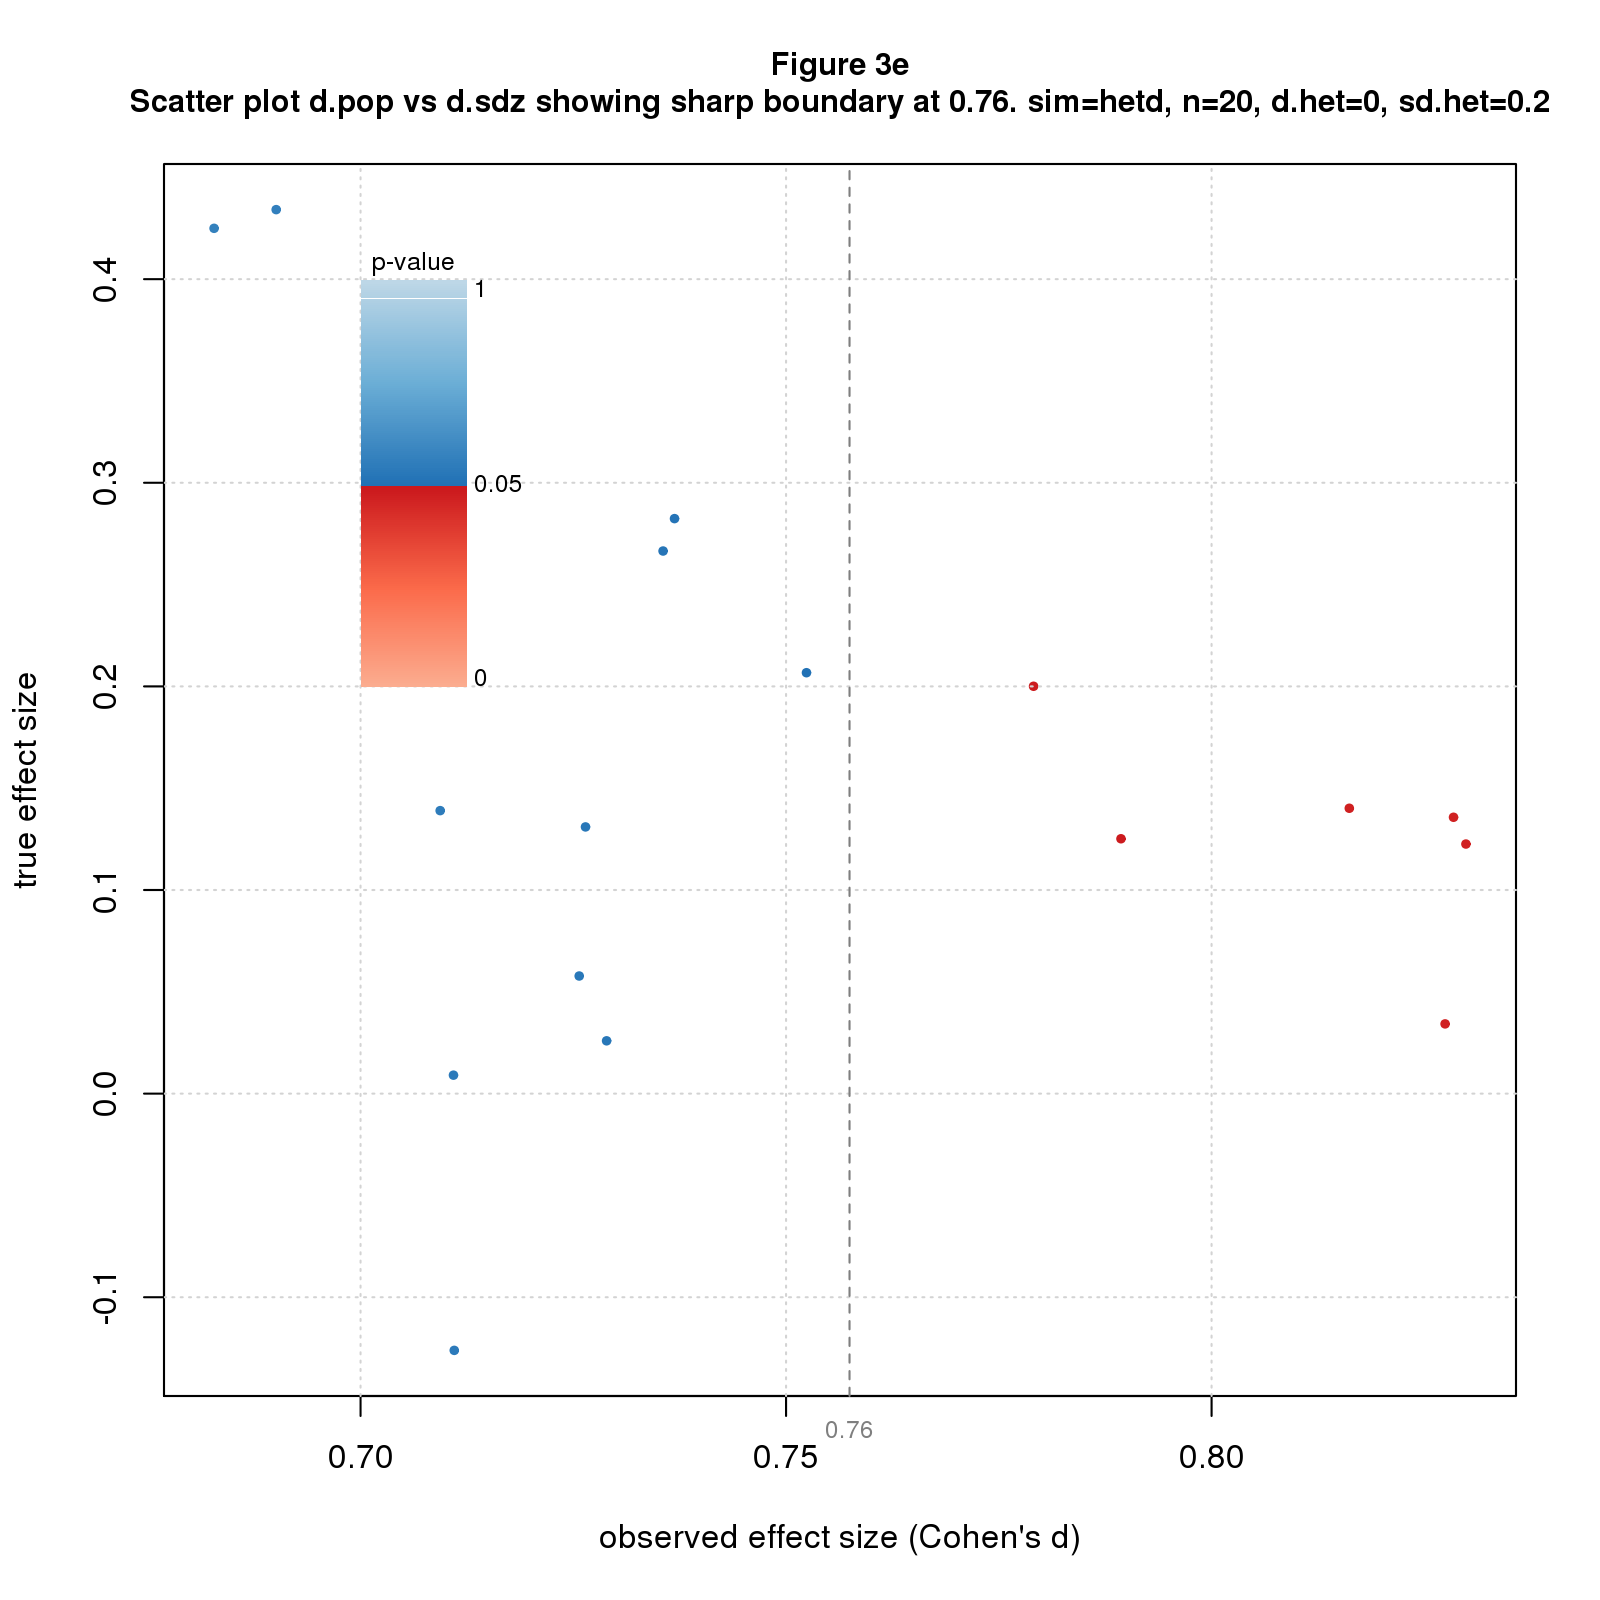 Figure 3e
Scatter plot d.pop vs d.sdz showing sharp boundary at 0.76. sim=hetd, n=20, d.het=0, sd.het=0.2
p-value
1
0.05
0
true effect size
0.4
0.3
0.2
0.1
0.0
-0.1
0.76
0.70
0.75
0.80
observed effect size (Cohen's d)